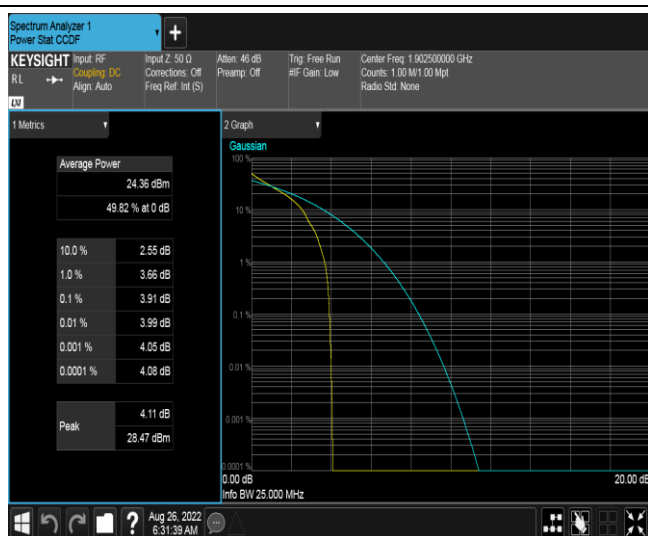 Spectrum Analyzer 1
Power Stat CCDF
+
KEYSIGHT
RL
LXI
Input: RF
Coupling: DC
Align: Auto
Input Z: 50 Ω
Corrections: Off
Freq Ref: Int (S)
Atten: 46 dB
Preamp: Off
Trig: Free Run
#IF Gain: Low
Center Freq: 1.902500000 GHz
Counts: 1.00 M/1.00 Mpt
Radio Std: None
1 Metrics
Average Power
24.36 dBm
49.82 % at 0 dB
10.0 % 2.55 dB
1.0 % 3.66 dB
0.1 % 3.91 dB
0.01 % 3.99 dB
0.001 % 4.05 dB
0.0001 % 4.08 dB
Peak
4.11 dB
28.47 dBm
2 Graph
Gaussian
100 %
10 %
1 %
0.1 %
0.01 %
0.001 %
0.0001 %
0.00 dB
20.00 dB
Info BW 25.000 MHz
?
Aug 26, 2022
6:31:39 AM